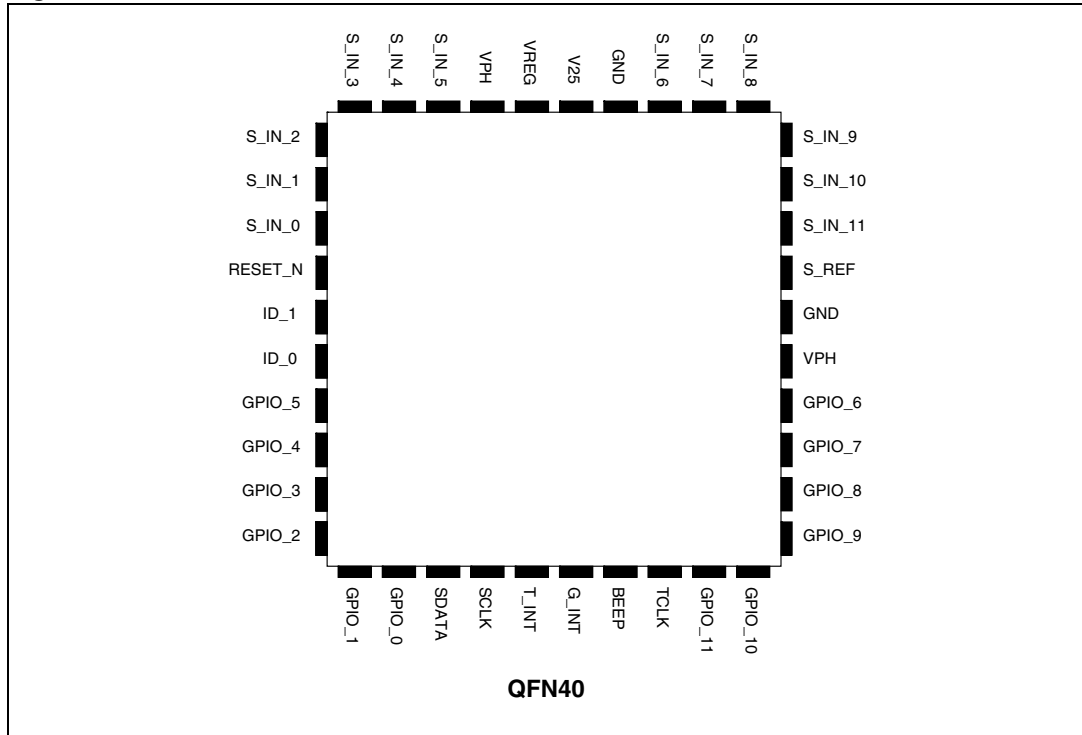 S_IN_3
S_IN_4
S_IN_5
VPH
VREG
V25
GND
S_IN_6
S_IN_7
S_IN_8
S_IN_2
S_IN_1
S_IN_0
RESET_N
ID_1
ID_0
GPIO_5
GPIO_4
GPIO_3
GPIO_2
S_IN_9
S_IN_10
S_IN_11
S_REF
GND
VPH
GPIO_6
GPIO_7
GPIO_8
GPIO_9
GPIO_1
GPIO_0
SDATA
SCLK
T_INT
G_INT
BEEP
TCLK
GPIO_11
GPIO_10
QFN40